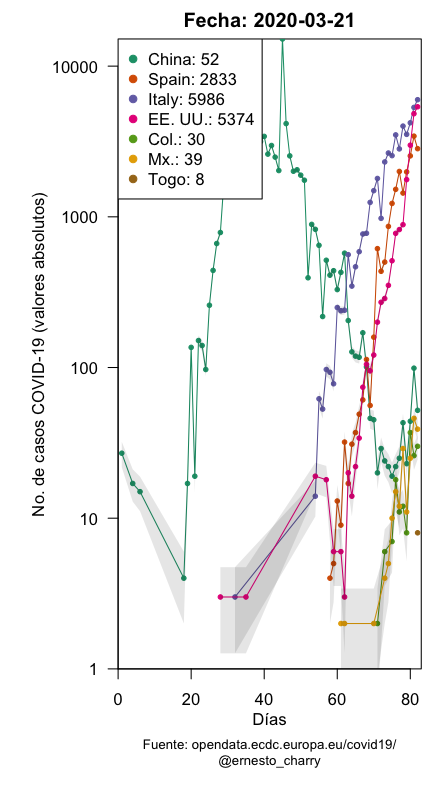 Fecha: 2020-03-21
China: 52
Spain: 2833
Italy: 5986
EE. UU.: 5374
Col.: 30
Mx.: 39
Togo: 8
No. de casos COVID-19 (valores absolutos)
10000
1000
100
10
1
0 20 40 60 80
Días
Fuente: opendata.ecdc.europa.eu/covid19/
@ernesto_charry